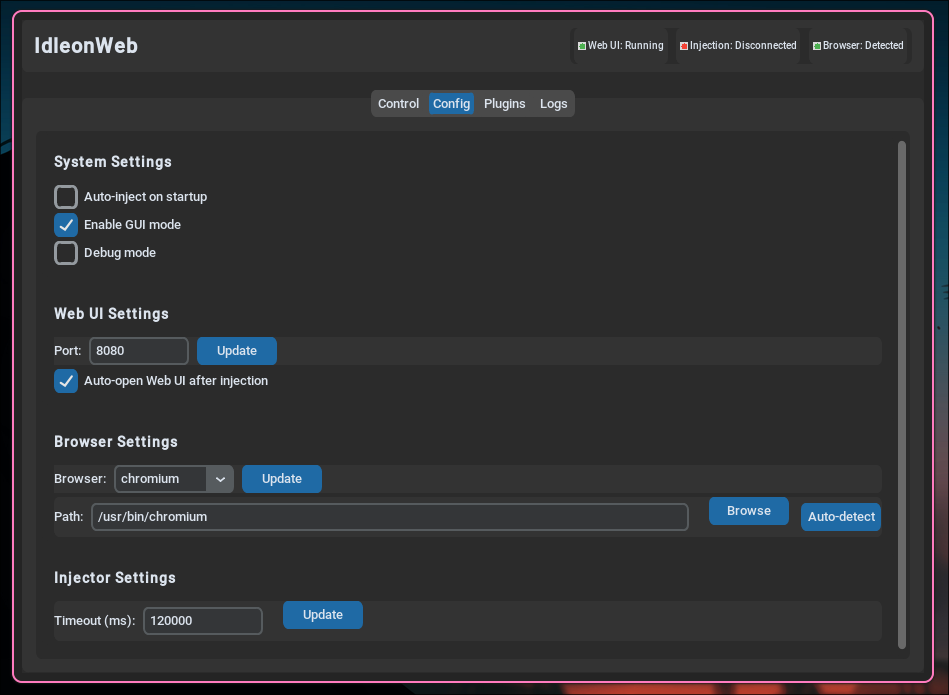 IdleonWeb
Web UI: Running
Injection: Disconnected
Browser: Detected
Control Config Plugins Logs
System Settings
Auto-inject on startup
Enable GUI mode
Debug mode
Web UI Settings
Port: 8080 Update
Auto-open Web UI after injection
Browser Settings
Browser: chromium Update
Path: /usr/bin/chromium Browse Auto-detect
Injector Settings
Timeout (ms): 120000 Update